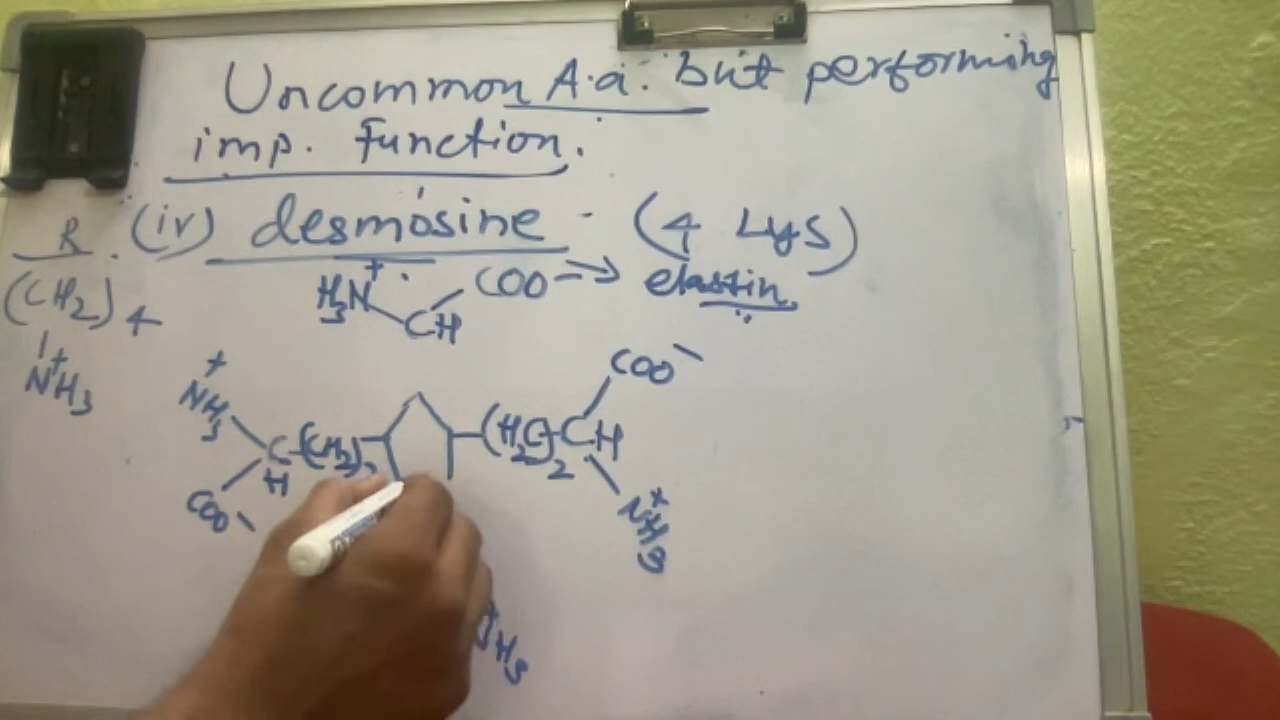 Uncommon A.a. but performing
imp. function.
R. (iv) desmosine - (4 Lys)
(CH2)4
NH3+
H3N+ CH COO → elastin
NH3+ COO-
C-(CH2)2 (H2C)2-CH
H
COO- NH3+
H3